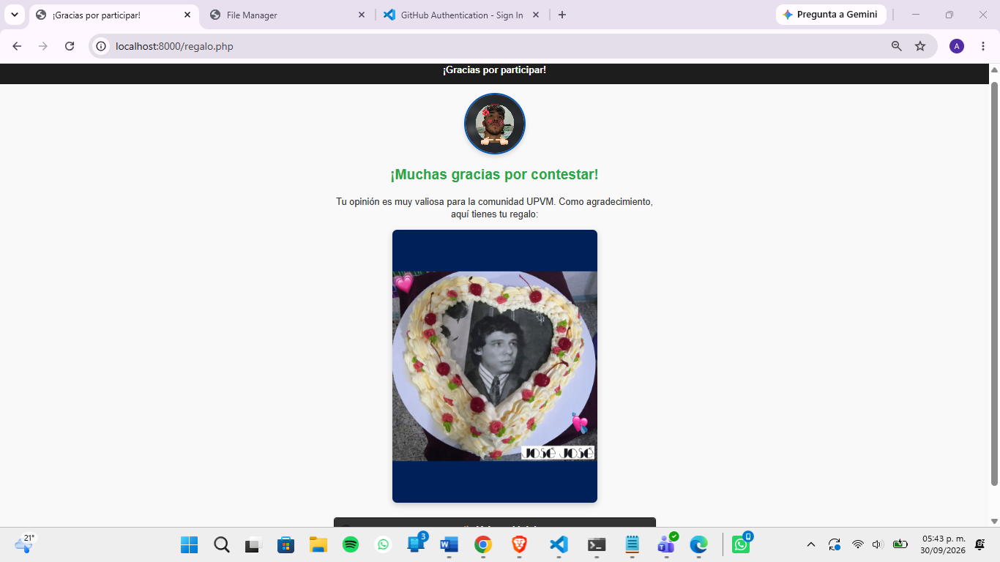 ¡Gracias por participar!
File Manager
GitHub Authentication - Sign In
Pregunta a Gemini
localhost:8000/regalo.php
A
¡Gracias por participar!
¡Muchas gracias por contestar!
Tu opinión es muy valiosa para la comunidad UPVM. Como agradecimiento,
aquí tienes tu regalo:
JOSÉ JOSÉ
21°
3
05:43 p. m.
30/09/2026